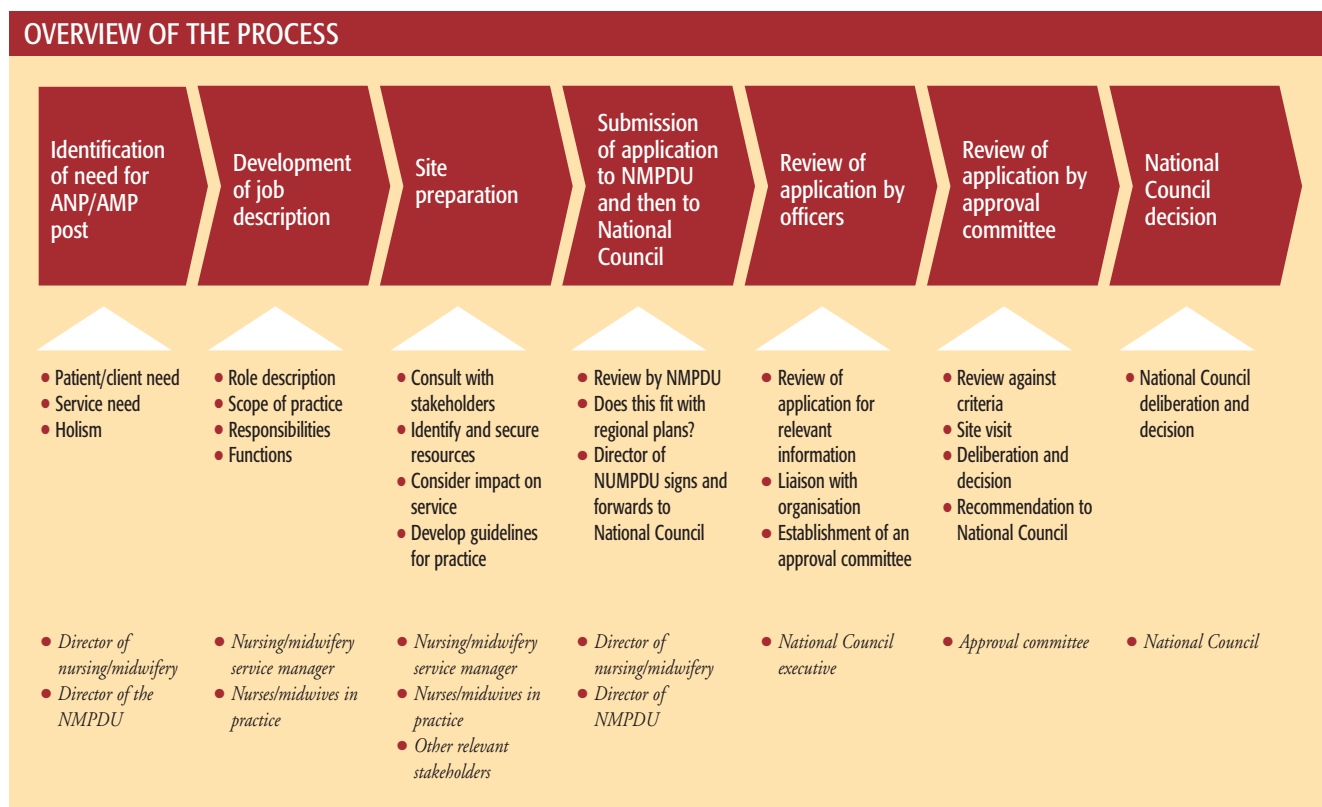 OVERVIEW OF THE PROCESS
Identification
of need for
ANP/AMP
post
Development
of job
description
Site
preparation
Submission
of application
to NMPDU
and then to
National
Council
Review of
application by
officers
Review of
application by
approval
committee
National
Council
decision
• Patient/client need
• Service need
• Holism
• Role description
• Scope of practice
• Responsibilities
• Functions
• Consult with
stakeholders
• Identify and secure
resources
• Consider impact on
service
• Develop guidelines
for practice
• Review by NMPDU
• Does this fit with
regional plans?
• Director of
NUMPDU signs and
forwards to
National Council
• Review of
application for
relevant
information
• Liaison with
organisation
• Establishment of an
approval committee
• Review against
criteria
• Site visit
• Deliberation and
decision
• Recommendation to
National Council
• National Council
deliberation and
decision
• Director of
nursing/midwifery
• Director of the
NMPDU
• Nursing/midwifery
service manager
• Nurses/midwives in
practice
• Nursing/midwifery
service manager
• Nurses/midwives in
practice
• Other relevant
stakeholders
• Director of
nursing/midwifery
• Director of
NMPDU
• National Council
executive
• Approval committee
• National Council